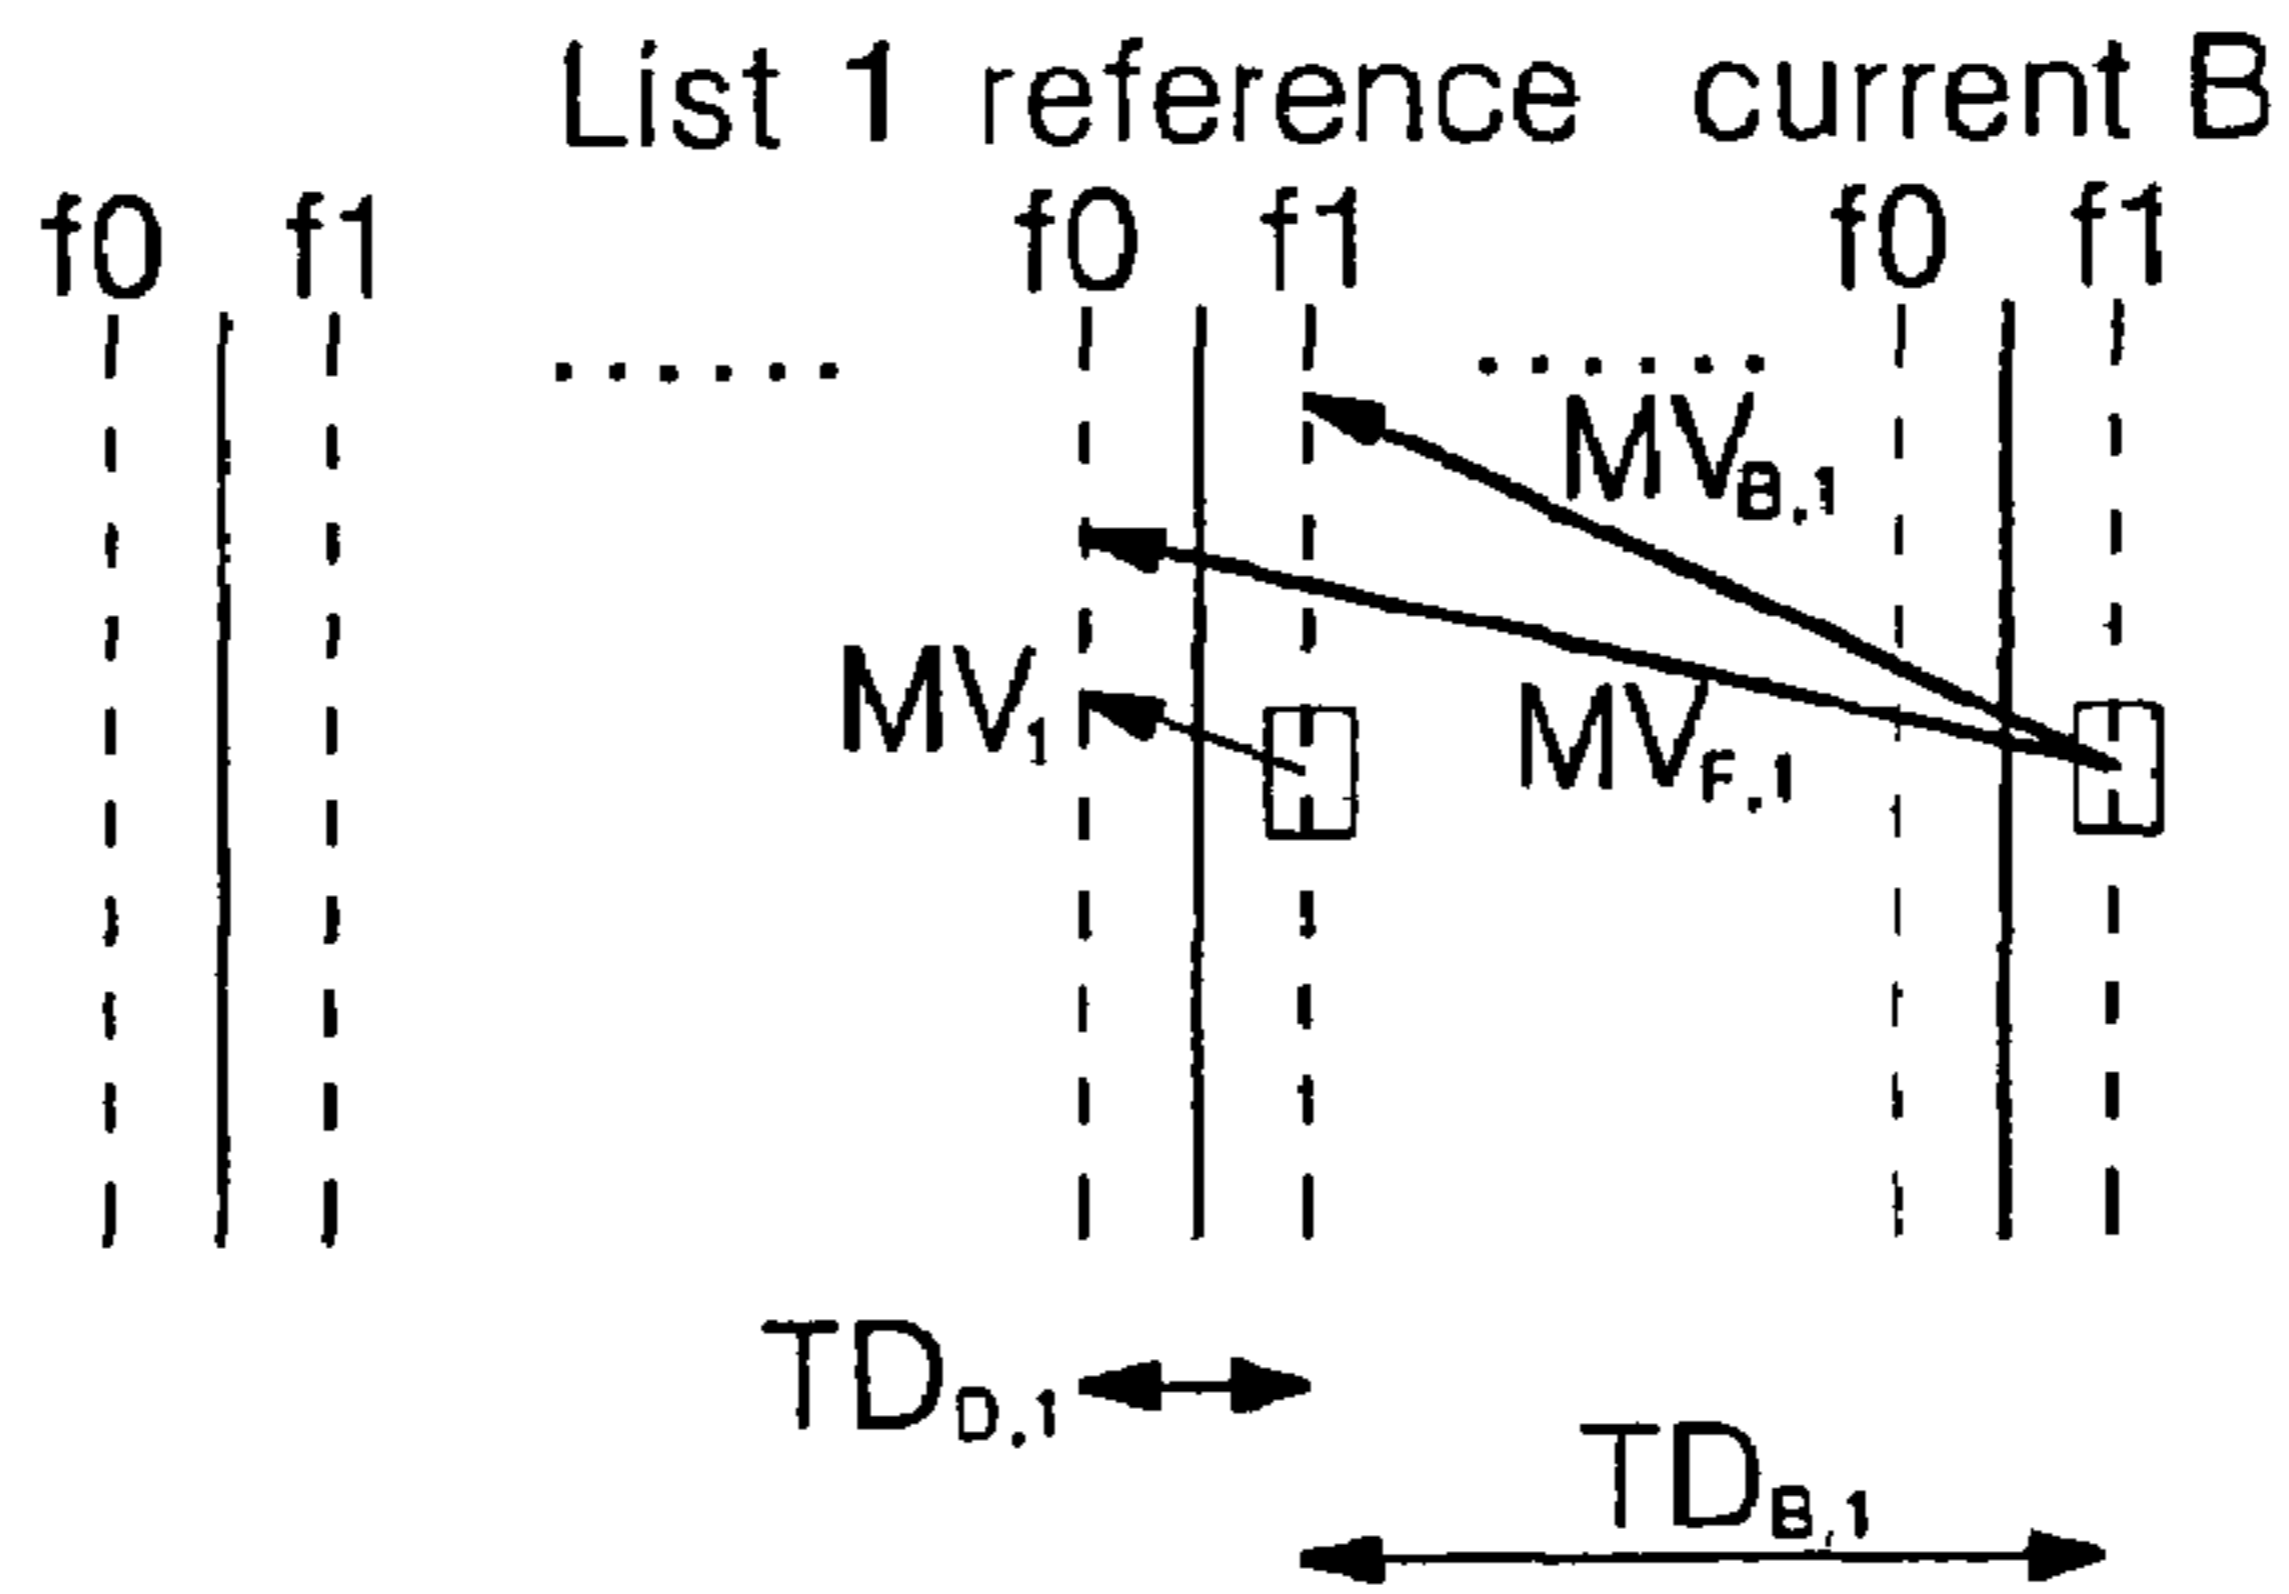 List 1 reference current B
f0 f1 f0 f1 f0 f1
MV_B,1
MV_1
MV_F,1
TD_D,1
TD_B,1